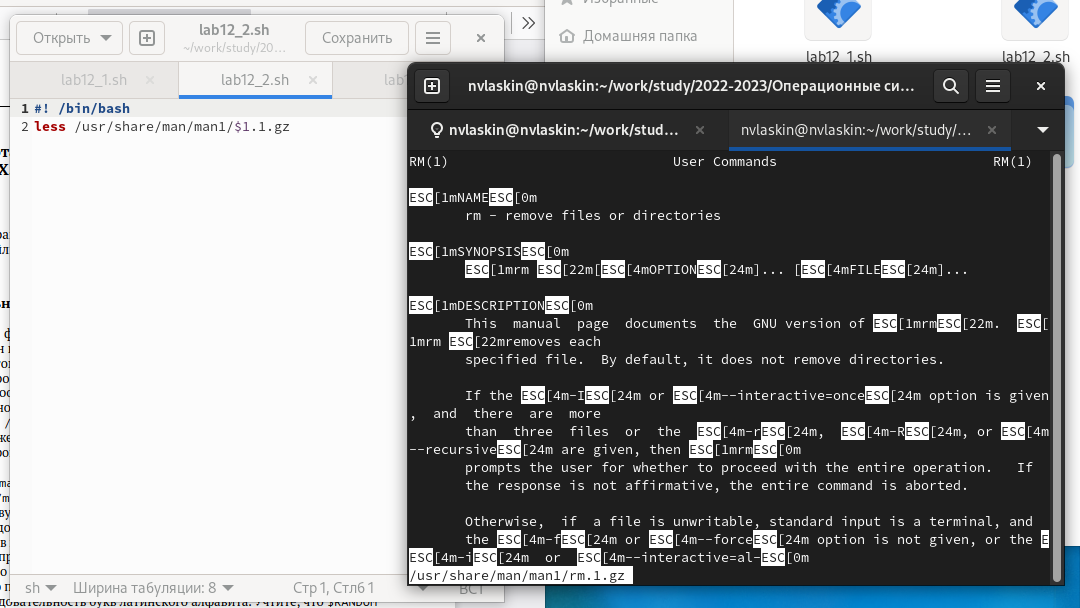 Избранные
Домашняя папка
lab12_1.sh
lab12_2.sh
Открыть
lab12_2.sh
~/work/study/20...
Сохранить
lab12_1.sh
lab12_2.sh
1 #! /bin/bash
2 less /usr/share/man/man1/$1.1.gz
sh
Ширина табуляции: 8
Стр 1, Стлб 1
ВСТ
nvlaskin@nvlaskin:~/work/study/2022-2023/Операционные си...
nvlaskin@nvlaskin:~/work/stud...
nvlaskin@nvlaskin:~/work/study/...
RM(1) User Commands RM(1)
ESC[1mNAMEESC[0m
rm - remove files or directories
ESC[1mSYNOPSISESC[0m
ESC[1mrm ESC[22m[ESC[4mOPTIONESC[24m]... [ESC[4mFILEESC[24m]...
ESC[1mDESCRIPTIONESC[0m
This manual page documents the GNU version of ESC[1mrmESC[22m. ESC[
1mrm ESC[22mremoves each
specified file. By default, it does not remove directories.
If the ESC[4m-IESC[24m or ESC[4m--interactive=onceESC[24m option is given
, and there are more
than three files or the ESC[4m-rESC[24m, ESC[4m-RESC[24m, or ESC[4m
--recursiveESC[24m are given, then ESC[1mrmESC[0m
prompts the user for whether to proceed with the entire operation. If
the response is not affirmative, the entire command is aborted.
Otherwise, if a file is unwritable, standard input is a terminal, and
the ESC[4m-fESC[24m or ESC[4m--forceESC[24m option is not given, or the E
ESC[4m-iESC[24m or ESC[4m--interactive=al-ESC[0m
/usr/share/man/man1/rm.1.gz